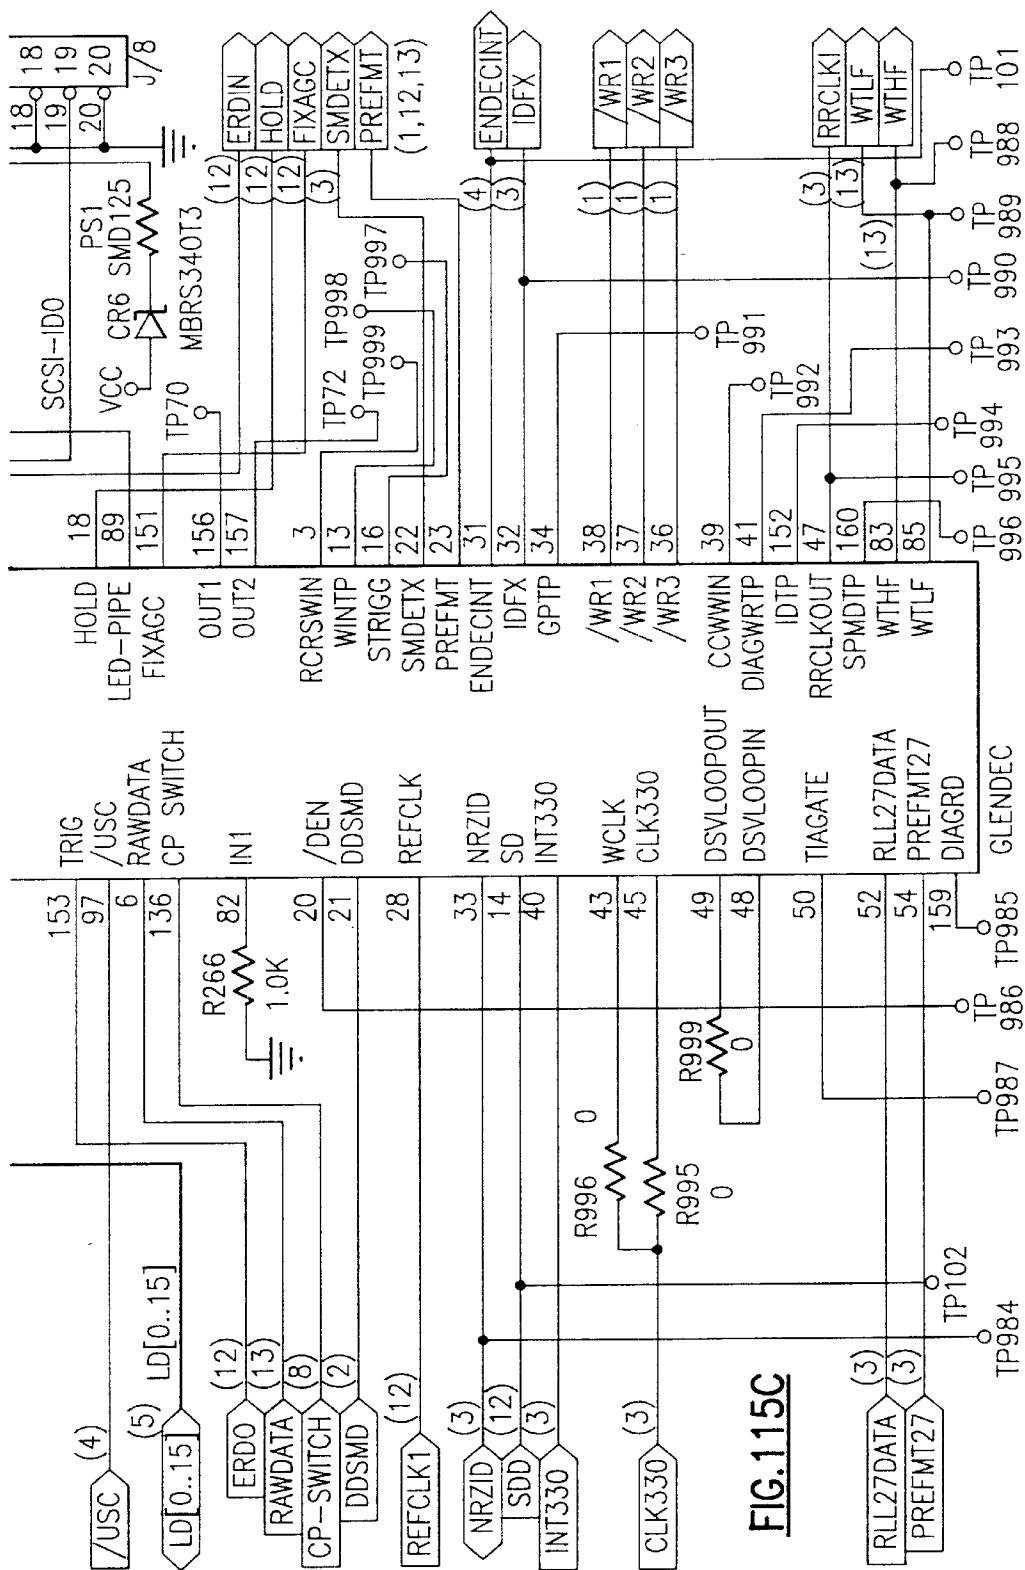 18
19
20
18
19
20
J/8
PS1
SMD125
CR6
MBRS340T3
VCC
SCSI-ID0
TP70
(12)
(12)
(12)
(3)
ERDIN
HOLD
FIXAGC
SMDETX
PREFMT
(1,12,13)
TP72
TP999
TP998
TP997
(4)
(3)
ENDECINT
IDFX
(1)
(1)
(1)
/WR1
/WR2
/WR3
(3)
(13)
(13)
RRCLKI
WTLF
WTHF
TP
101
TP
988
TP
989
TP
990
TP
991
TP
992
TP
993
TP
994
TP
995
TP
996
18
89
151
156
157
3
13
16
22
23
31
32
34
38
37
36
39
41
152
47
160
83
85
HOLD
LED-PIPE
FIXAGC
OUT1
OUT2
RCRSWIN
WINTP
STRIGG
SMDETX
PREFMT
ENDECINT
IDFX
GPTP
/WR1
/WR2
/WR3
CCWWIN
DIAGWRTP
IDTP
RRCLKOUT
SPMDTP
WTHF
WTLF
TRIG
/USC
RAWDATA
CP SWITCH
IN1
/DEN
DDSMD
REFCLK
NRZID
SD
INT330
WCLK
CLK330
DSVLOOPOUT
DSVLOOPIN
TIAGATE
RLL27DATA
PREFMT27
DIAGRD
GLENDEC
153
97
6
136
82
20
21
28
33
14
40
43
45
49
48
50
52
54
159
R266
1.0K
R999
0
R996
0
R995
0
TP985
TP
986
TP987
TP102
TP984
LD[0..15]
(4)
(5)
(12)
(13)
(8)
(2)
(12)
(3)
(12)
(3)
(3)
(3)
(3)
/USC
LD[0..15]
ERDO
RAWDATA
CP-SWITCH
DDSMD
REFCLK1
NRZID
SDD
INT330
CLK330
RLL27DATA
PREFMT27
FIG.115C